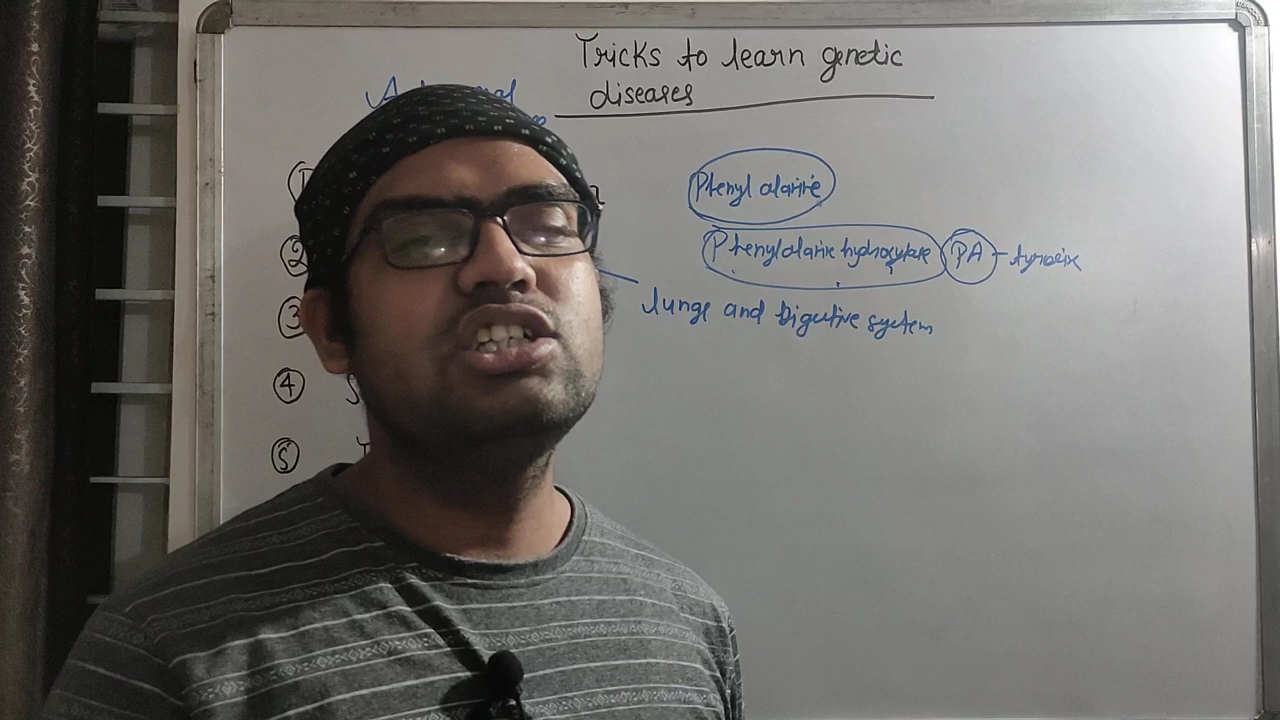 Tricks to learn genetic
diseases
①
Phenyl alanine
②
Phenylalanine hydroxylase PA - tyrosine
③
lungs and Digestive system
④ S
⑤ T